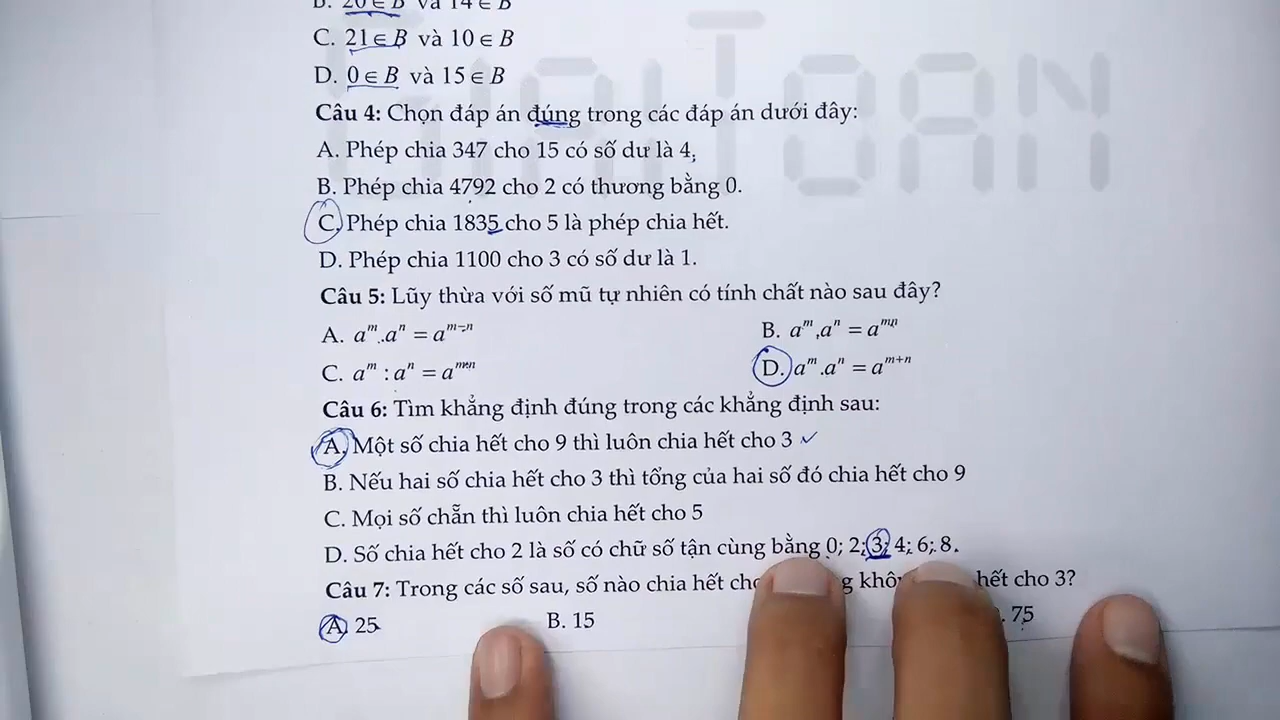 B. 20 ∈ B và 14 ∈ B
C. 21 ∈ B và 10 ∈ B
D. 0 ∈ B và 15 ∈ B
GIAITOAN
Câu 4: Chọn đáp án đúng trong các đáp án dưới đây:
A. Phép chia 347 cho 15 có số dư là 4.
B. Phép chia 4792 cho 2 có thương bằng 0.
C. Phép chia 1835 cho 5 là phép chia hết.
D. Phép chia 1100 cho 3 có số dư là 1.
Câu 5: Lũy thừa với số mũ tự nhiên có tính chất nào sau đây?
A. aᵐ.aⁿ = aᵐ⁻ⁿ B. aᵐ.aⁿ = aᵐⁿ
C. aᵐ : aⁿ = D. aᵐ.aⁿ = aᵐ⁺ⁿ
Câu 6: Tìm khẳng định đúng trong các khẳng định sau:
A. Một số chia hết cho 9 thì luôn chia hết cho 3 ✓
B. Nếu hai số chia hết cho 3 thì tổng của hai số đó chia hết cho 9
C. Mọi số chẵn thì luôn chia hết cho 5
D. Số chia hết cho 2 là số có chữ số tận cùng bằng 0; 2; 3; 4; 6; 8.
Câu 7: Trong các số sau, số nào chia hết hết cho 3?
A. 25 B. 15 75